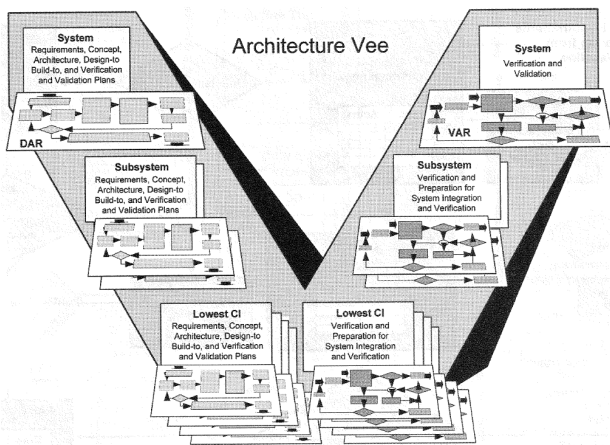 Architecture Vee
System
Requirements, Concept,
Architecture, Design-to
Build-to, and Verification
and Validation Plans
DAR
System
Verification and
Validation
VAR
Subsystem
Requirements, Concept,
Architecture, Design-to
Build-to, and Verification
and Validation Plans
Subsystem
Verification and
Preparation for
System Integration
and Verification
Lowest CI
Requirements, Concept,
Architecture, Design-to
Build-to, and Verification
and Validation Plans
Lowest CI
Verification and
Preparation for
System Integration
and Verification